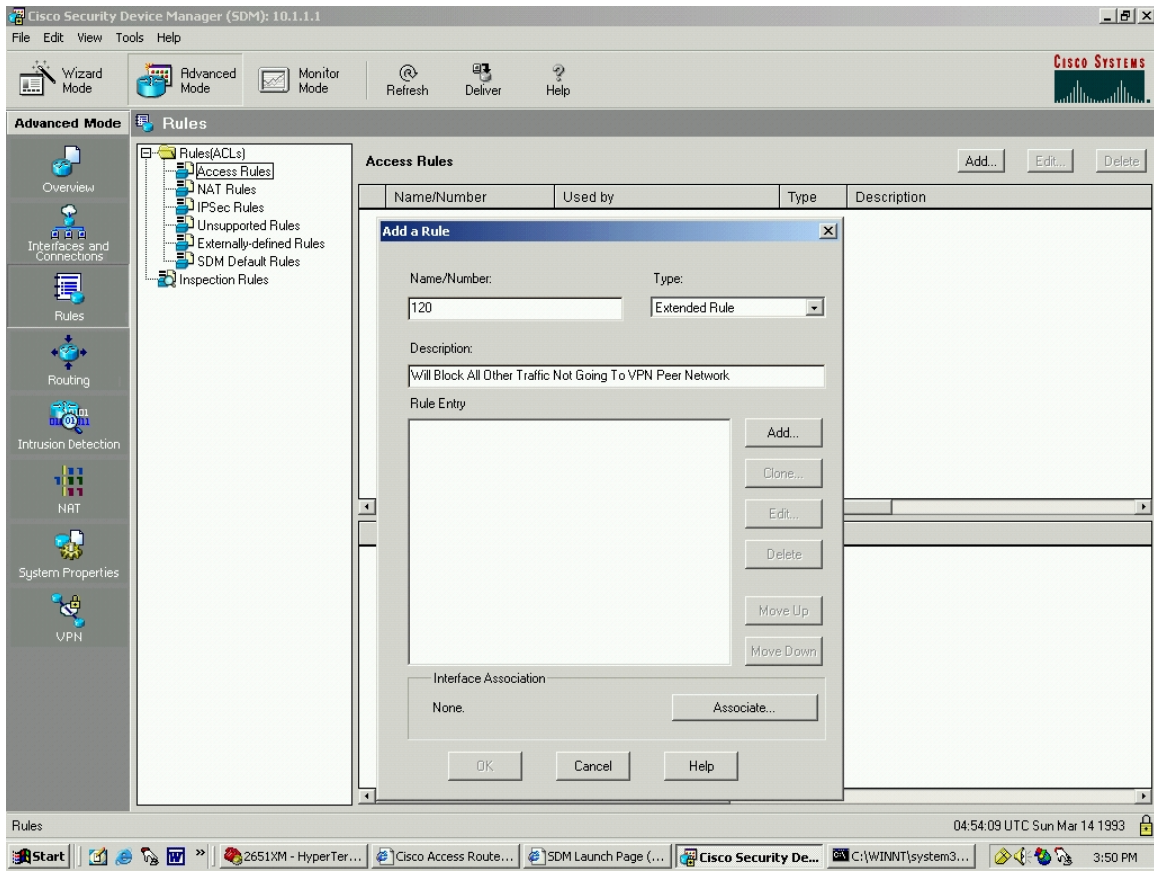 Cisco Security Device Manager (SDM): 10.1.1.1
File Edit View Tools Help
Wizard Mode
Advanced Mode
Monitor Mode
Refresh
Deliver
Help
CISCO SYSTEMS
Advanced Mode
Rules
Overview
Interfaces and Connections
Rules
Routing
Intrusion Detection
NAT
System Properties
VPN
Rules(ACLs)
Access Rules
NAT Rules
IPSec Rules
Unsupported Rules
Externally-defined Rules
SDM Default Rules
Inspection Rules
Access Rules
Add...
Edit...
Delete
Name/Number
Used by
Type
Description
Add a Rule
Name/Number:
Type:
120
Extended Rule
Description:
Will Block All Other Traffic Not Going To VPN Peer Network
Rule Entry
Add...
Clone...
Edit...
Delete
Move Up
Move Down
Interface Association
None.
Associate...
OK
Cancel
Help
Rules
04:54:09 UTC Sun Mar 14 1993
Start
2651XM - HyperTer...
Cisco Access Route...
SDM Launch Page (...
Cisco Security De...
C:\WINNT\system3...
3:50 PM